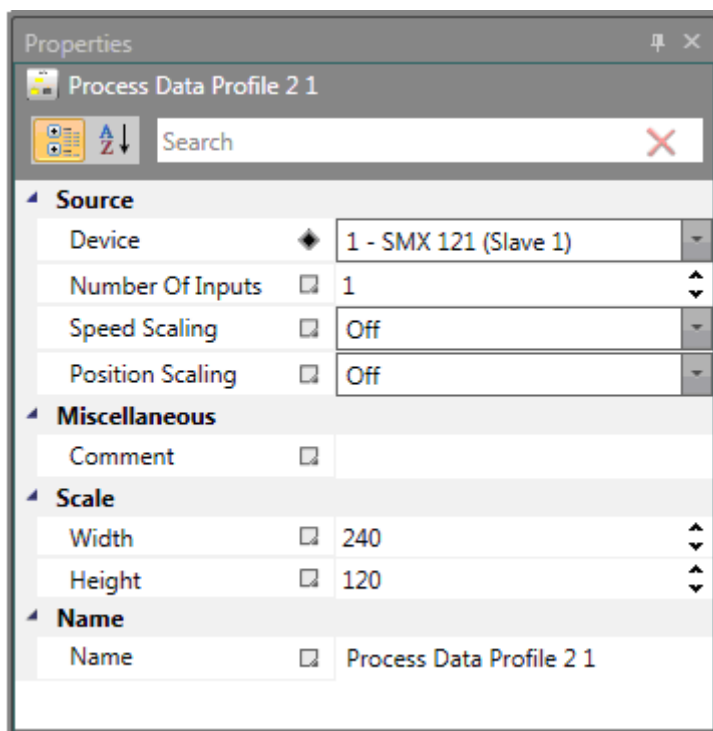 Properties
Process Data Profile 2 1
A Z Search
Source
Device 1 - SMX 121 (Slave 1)
Number Of Inputs 1
Speed Scaling Off
Position Scaling Off
Miscellaneous
Comment
Scale
Width 240
Height 120
Name
Name Process Data Profile 2 1